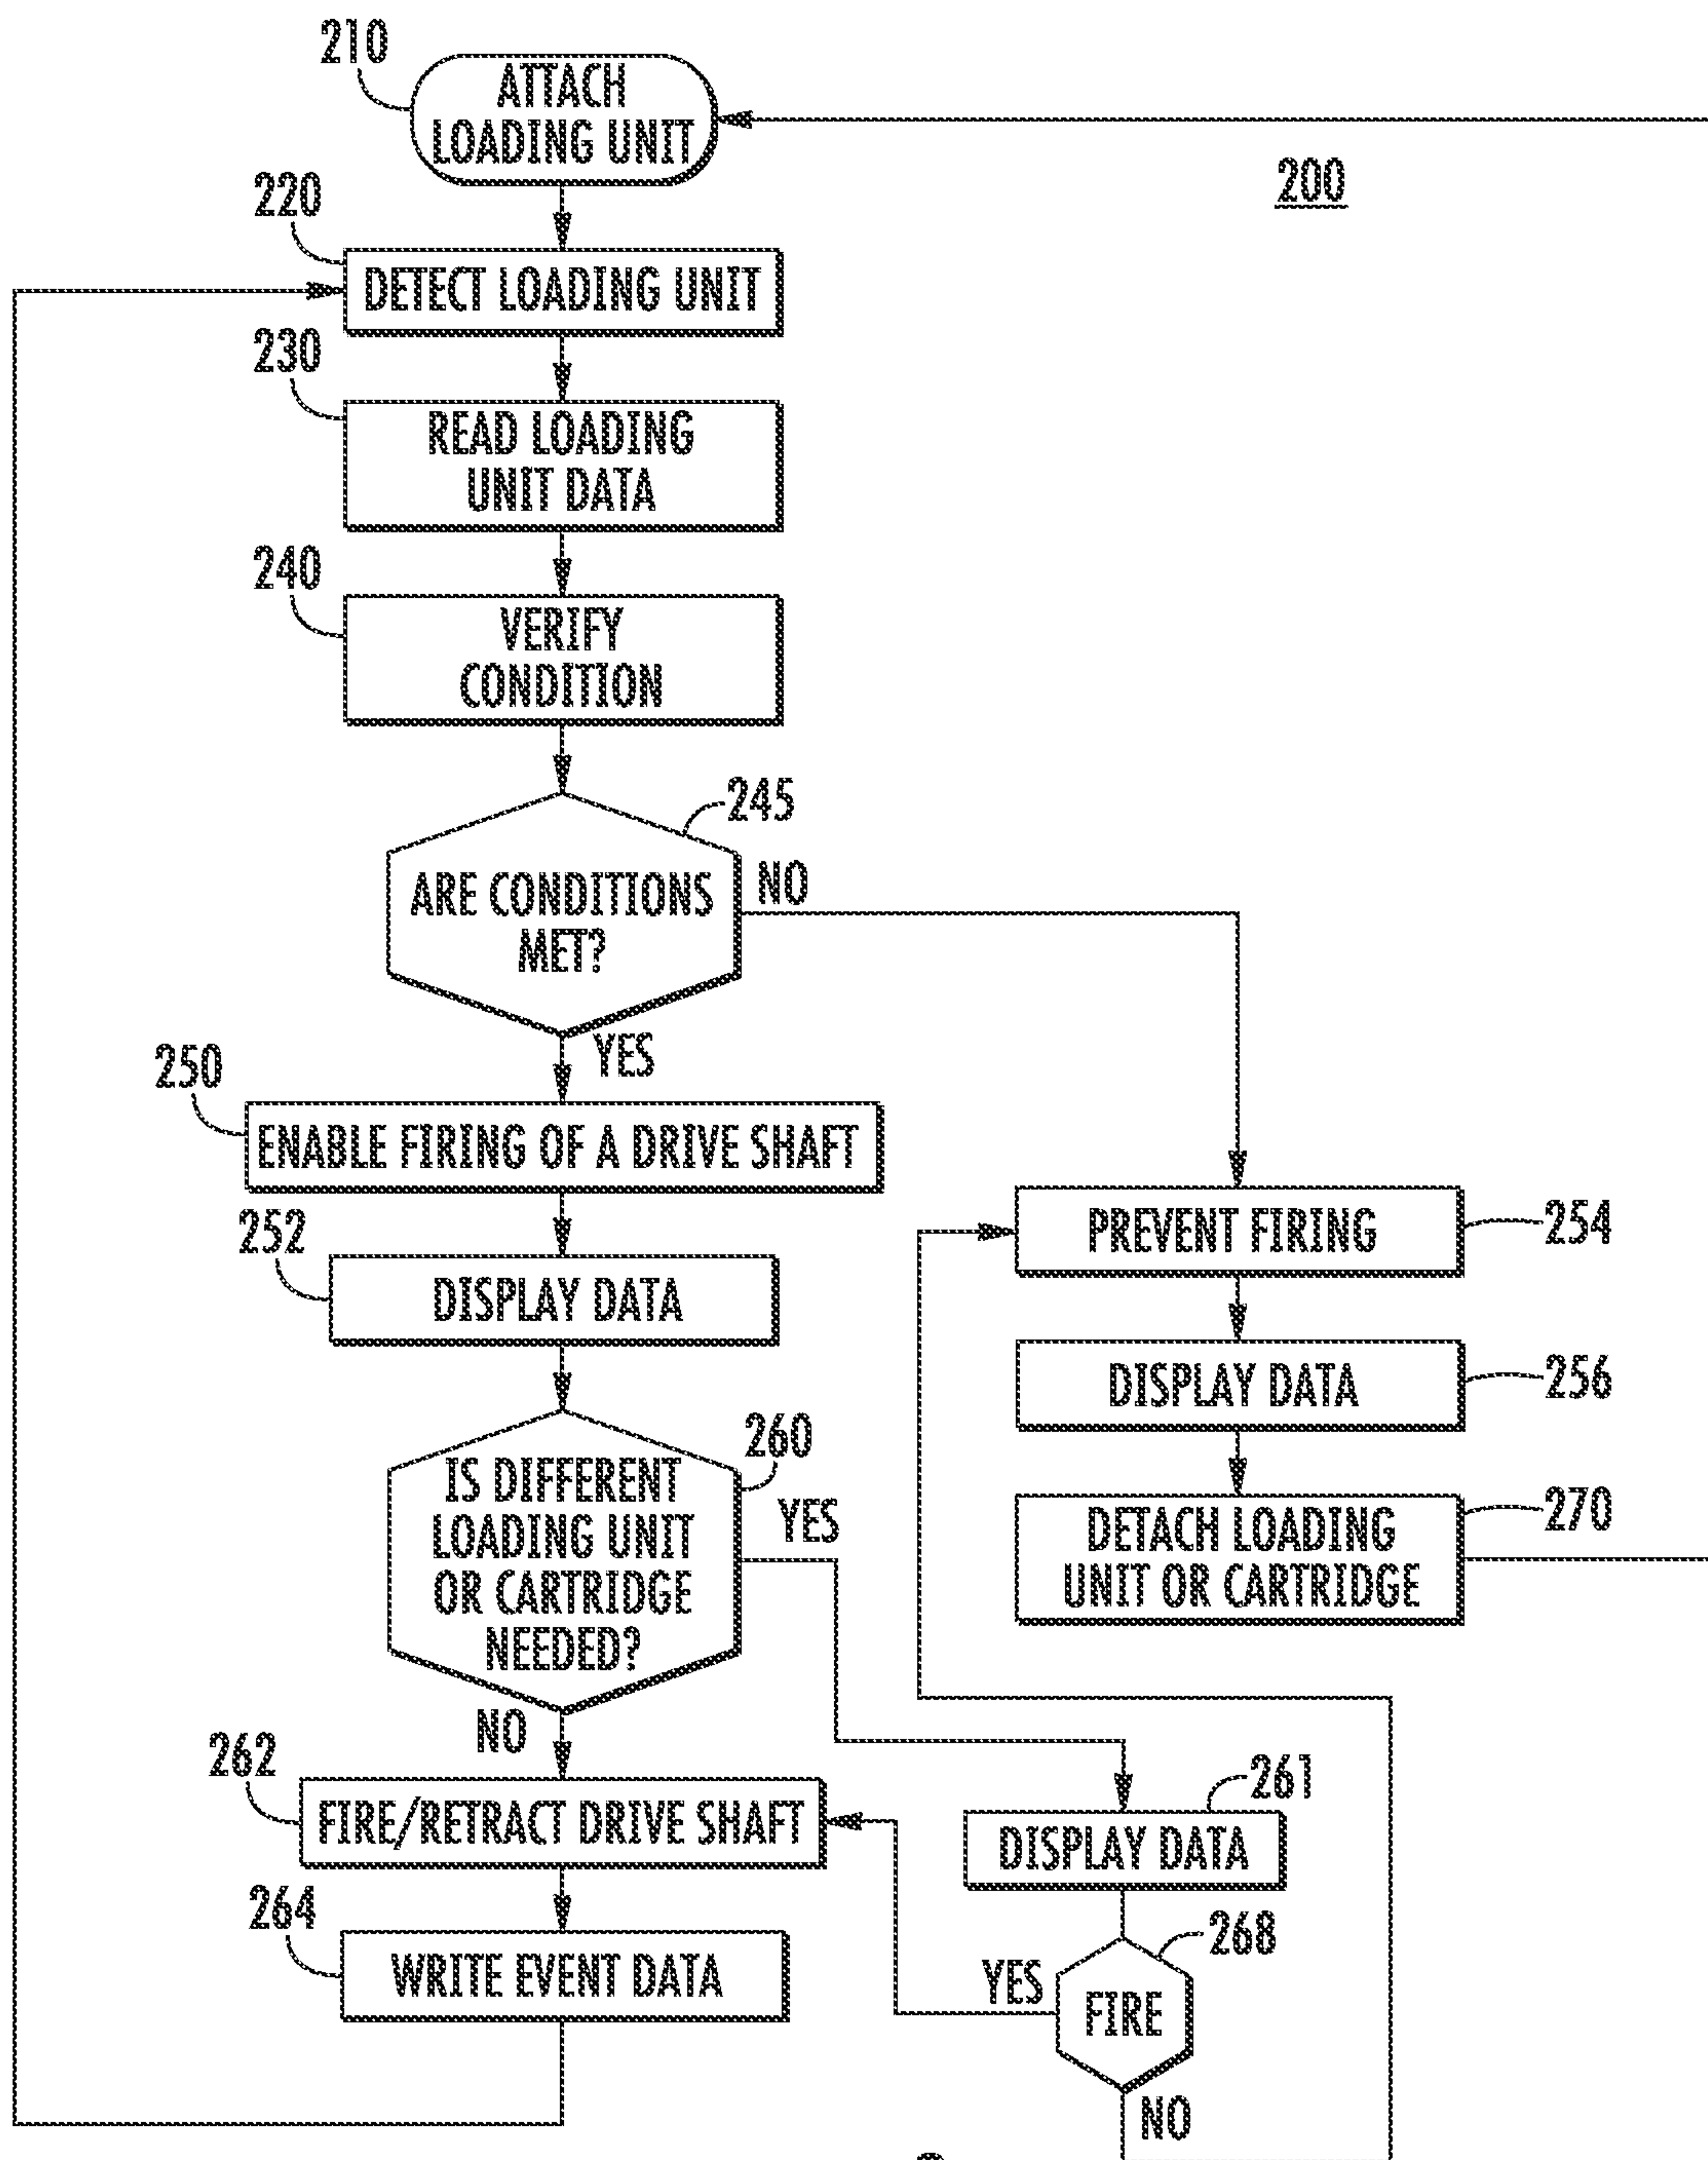 210
ATTACH
LOADING UNIT
200
220
DETECT LOADING UNIT
230
READ LOADING
UNIT DATA
240
VERIFY
CONDITION
245
ARE CONDITIONS
MET?
NO
YES
250
ENABLE FIRING OF A DRIVE SHAFT
252
DISPLAY DATA
PREVENT FIRING
254
DISPLAY DATA
256
DETACH LOADING
UNIT OR CARTRIDGE
270
260
IS DIFFERENT
LOADING UNIT
OR CARTRIDGE
NEEDED?
YES
NO
262
FIRE/RETRACT DRIVE SHAFT
261
DISPLAY DATA
264
WRITE EVENT DATA
268
FIRE
YES
NO